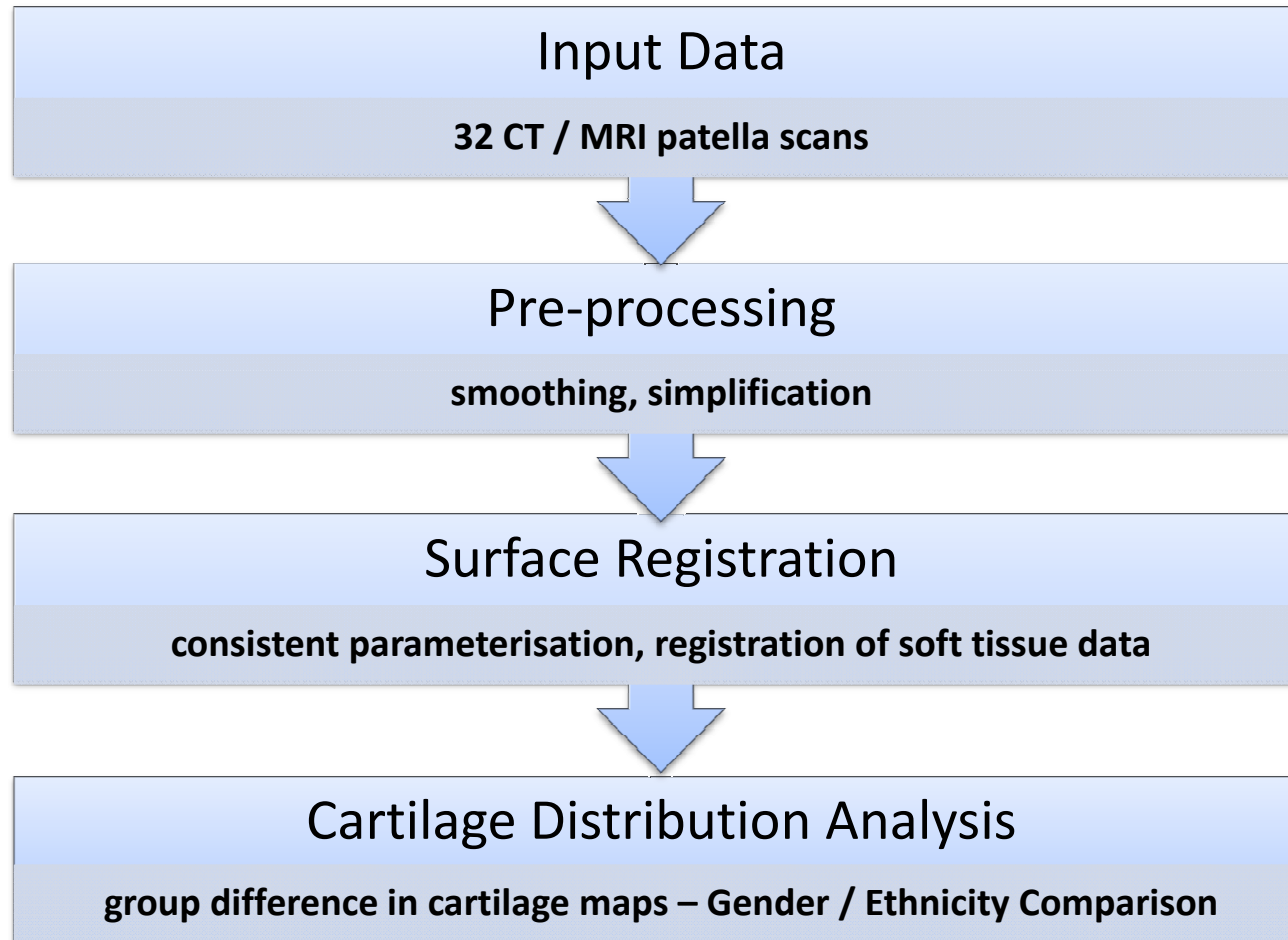 Input Data
32 CT / MRI patella scans
Pre-processing
smoothing, simplification
Surface Registration
consistent parameterisation, registration of soft tissue data
Cartilage Distribution Analysis
group difference in cartilage maps – Gender / Ethnicity Comparison